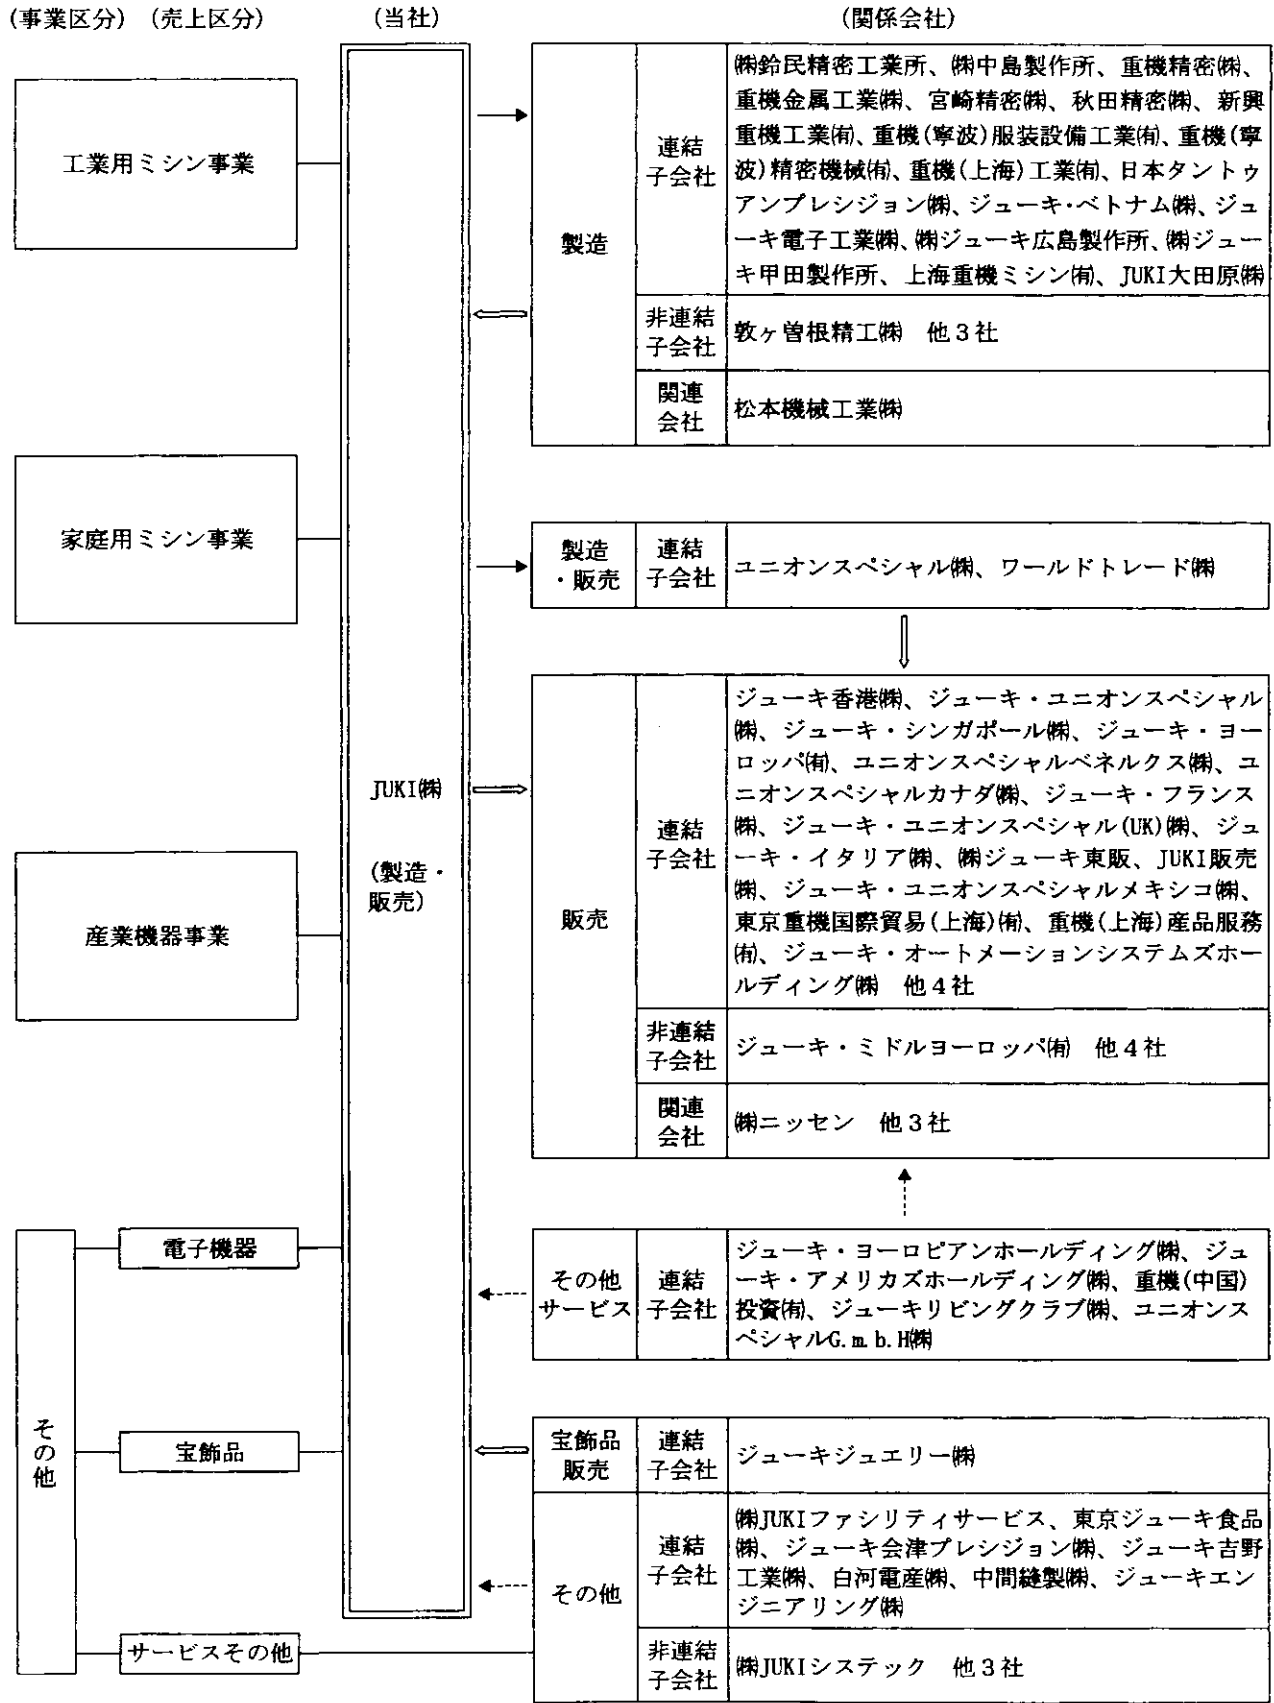 (事業区分) (売上区分) (当社) (関係会社)
工業用ミシン事業
家庭用ミシン事業
産業機器事業
その他
電子機器
宝飾品
サービスその他
JUKI㈱
(製造・
販売)
製造
連結
子会社
㈱鈴民精密工業所、㈱中島製作所、重機精密㈱、
重機金属工業㈱、宮崎精密㈱、秋田精密㈱、新興
重機工業㈲、重機(寧波)服装設備工業㈲、重機(寧
波)精密機械㈲、重機(上海)工業㈲、日本タントゥ
アンプレシジョン㈱、ジューキ・ベトナム㈱、ジュ
ーキ電子工業㈱、㈱ジューキ広島製作所、㈱ジュー
キ甲田製作所、上海重機ミシン㈲、JUKI大田原㈱
非連結
子会社
敦ヶ曽根精工㈱ 他3社
関連
会社
松本機械工業㈱
製造
・販売
連結
子会社
ユニオンスペシャル㈱、ワールドトレード㈱
販売
連結
子会社
ジューキ香港㈱、ジューキ・ユニオンスペシャル
㈱、ジューキ・シンガポール㈱、ジューキ・ヨー
ロッパ㈲、ユニオンスペシャルベネルクス㈱、ユ
ニオンスペシャルカナダ㈱、ジューキ・フランス
㈱、ジューキ・ユニオンスペシャル(UK)㈱、ジュ
ーキ・イタリア㈱、㈱ジューキ東販、JUKI販売
㈱、ジューキ・ユニオンスペシャルメキシコ㈱、
東京重機国際貿易(上海)㈲、重機(上海)産品服務
㈲、ジューキ・オートメーションシステムズホー
ルディング㈱ 他4社
非連結
子会社
ジューキ・ミドルヨーロッパ㈲ 他4社
関連
会社
㈱ニッセン 他3社
その他
サービス
連結
子会社
ジューキ・ヨーロピアンホールディング㈱、ジュ
ーキ・アメリカズホールディング㈱、重機(中国)
投資㈲、ジューキリビングクラブ㈱、ユニオンス
ペシャルG.m.b.H㈱
宝飾品
販売
連結
子会社
ジューキジュエリー㈱
その他
連結
子会社
㈱JUKIファシリティサービス、東京ジューキ食品
㈱、ジューキ会津プレシジョン㈱、ジューキ吉野
工業㈱、白河電産㈱、中間縫製㈱、ジューキエン
ジニアリング㈱
非連結
子会社
㈱JUKIシステック 他3社